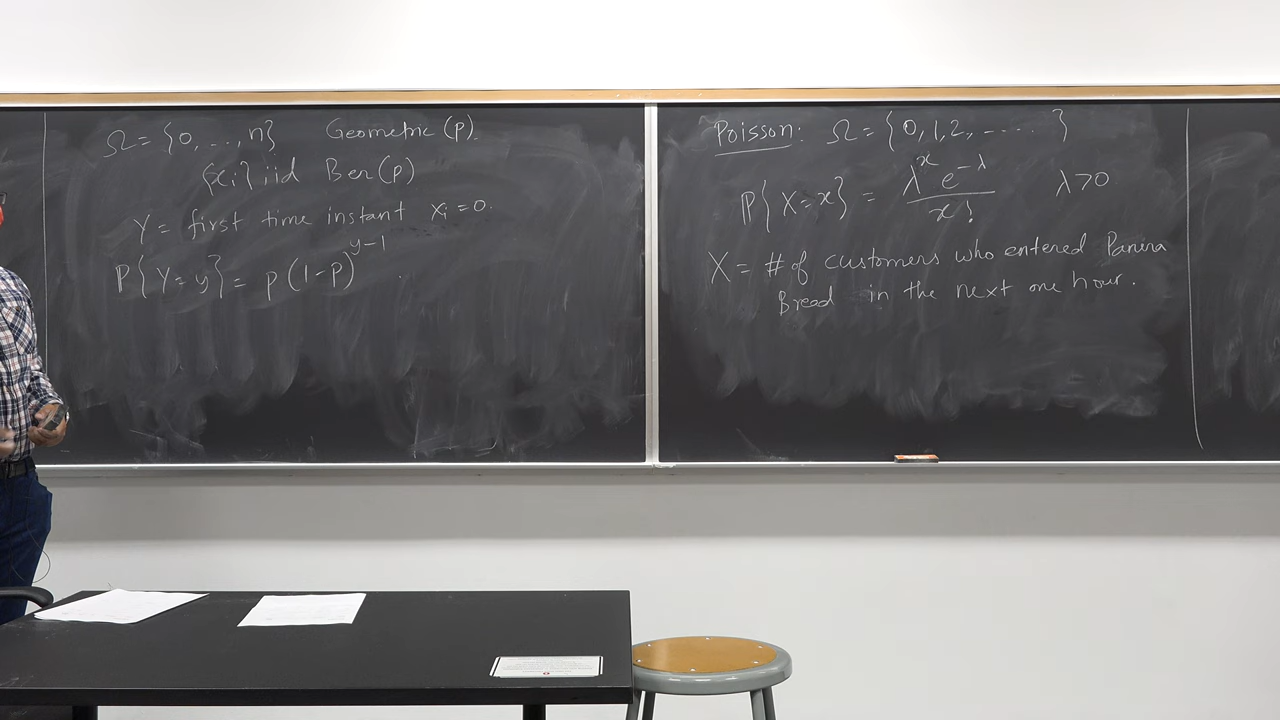 Ω = {0, ..., n} Geometric (p).
{xi} iid Ber(p)
Y = first time instant xi = 0.
P{Y = y} = p (1-p)^{y-1}
Poisson: Ω = {0,1,2, - .... }
P{X=x} = λ^x e^{-λ} / x! λ>0
X = # of customers who entered Panera
Bread in the next one hour.